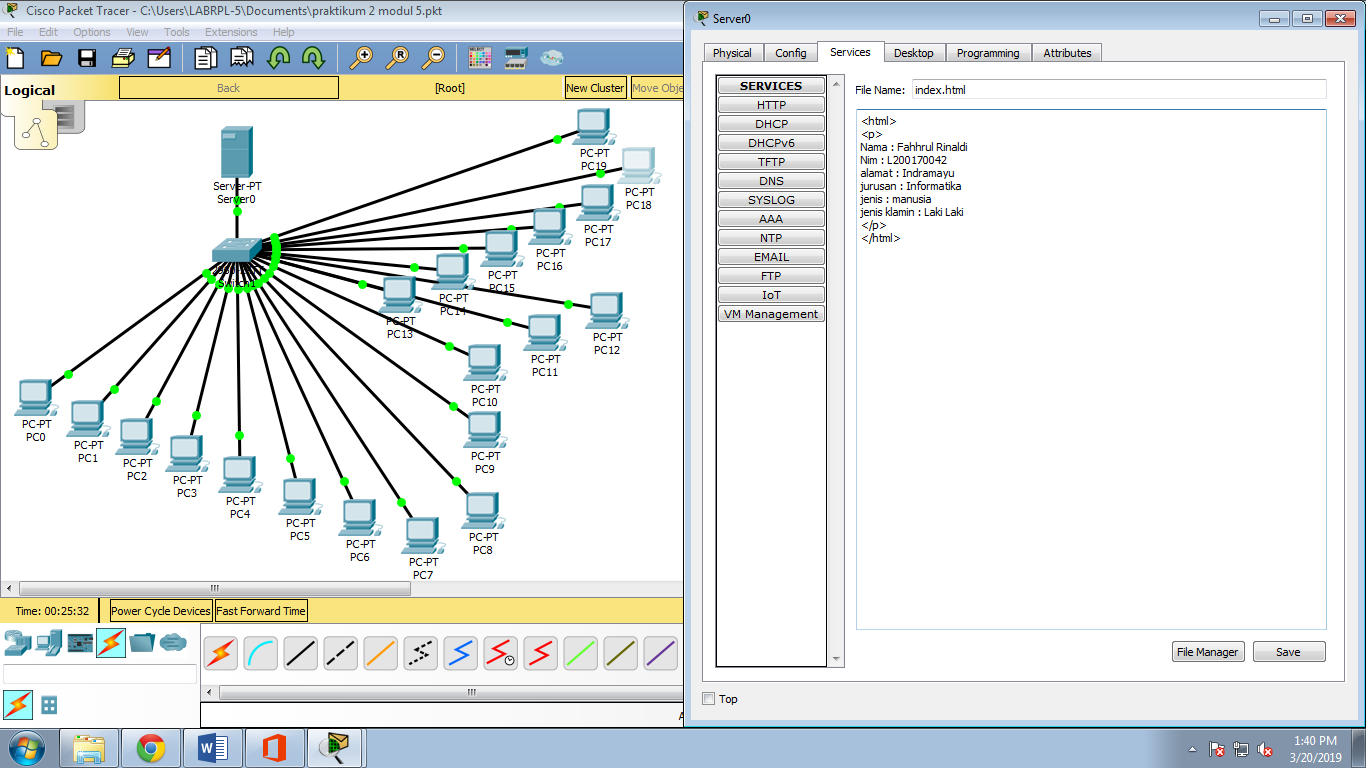 Cisco Packet Tracer - C:\Users\LABRPL-5\Documents\praktikum 2 modul 5.pkt
File Edit Options View Tools Extensions Help
Logical
Back
[Root]
New Cluster
Move Obje
Server-PT
Server0
PC-PT
PC19
PC-PT
PC18
PC-PT
PC17
PC-PT
PC16
PC-PT
PC15
PC-PT
PC14
PC-PT
PC13
PC-PT
PC12
PC-PT
PC11
PC-PT
PC10
PC-PT
PC9
PC-PT
PC8
PC-PT
PC7
PC-PT
PC6
PC-PT
PC5
PC-PT
PC4
PC-PT
PC3
PC-PT
PC2
PC-PT
PC1
PC-PT
PC0
Time: 00:25:32
Power Cycle Devices
Fast Forward Time
Server0
Physical
Config
Services
Desktop
Programming
Attributes
SERVICES
HTTP
DHCP
DHCPv6
TFTP
DNS
SYSLOG
AAA
NTP
EMAIL
FTP
IoT
VM Management
File Name: index.html
<html>
<p>
Nama : Fahhrul Rinaldi
Nim : L200170042
alamat : Indramayu
jurusan : Informatika
jenis : manusia
jenis klamin : Laki Laki
</p>
</html>
File Manager
Save
Top
1:40 PM
3/20/2019